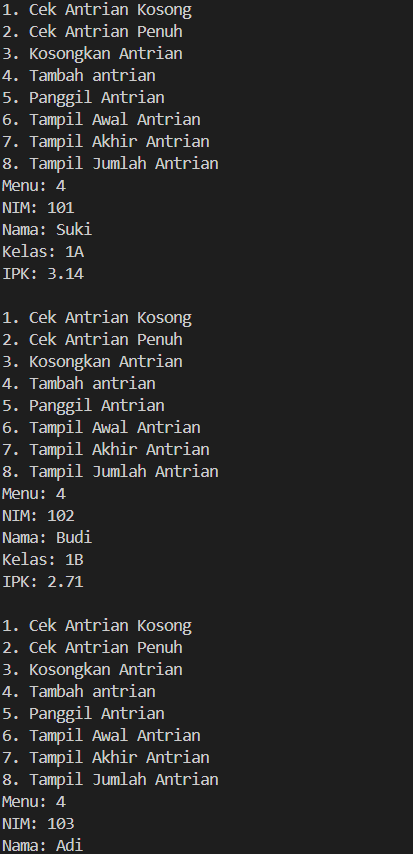 1. Cek Antrian Kosong
2. Cek Antrian Penuh
3. Kosongkan Antrian
4. Tambah antrian
5. Panggil Antrian
6. Tampil Awal Antrian
7. Tampil Akhir Antrian
8. Tampil Jumlah Antrian
Menu: 4
NIM: 101
Nama: Suki
Kelas: 1A
IPK: 3.14

1. Cek Antrian Kosong
2. Cek Antrian Penuh
3. Kosongkan Antrian
4. Tambah antrian
5. Panggil Antrian
6. Tampil Awal Antrian
7. Tampil Akhir Antrian
8. Tampil Jumlah Antrian
Menu: 4
NIM: 102
Nama: Budi
Kelas: 1B
IPK: 2.71

1. Cek Antrian Kosong
2. Cek Antrian Penuh
3. Kosongkan Antrian
4. Tambah antrian
5. Panggil Antrian
6. Tampil Awal Antrian
7. Tampil Akhir Antrian
8. Tampil Jumlah Antrian
Menu: 4
NIM: 103
Nama: Adi